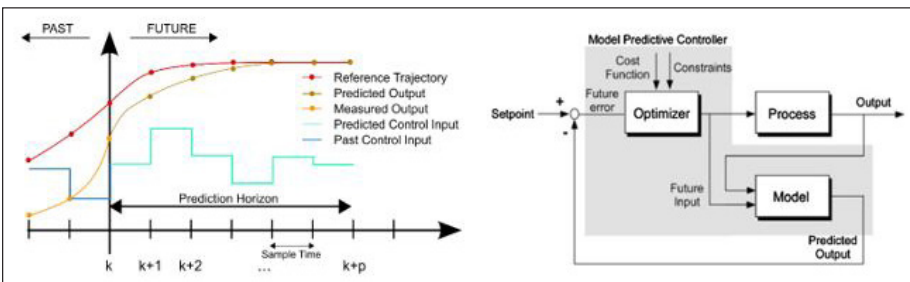 PAST
FUTURE
Reference Trajectory
Predicted Output
Measured Output
Predicted Control Input
Past Control Input
Prediction Horizon
Sample Time
k
k+1
k+2
...
k+p
Model Predictive Controller
Cost
Function
Constraints
Setpoint
+
-
Future
error
Optimizer
Process
Output
Future
Input
Model
Predicted
Output